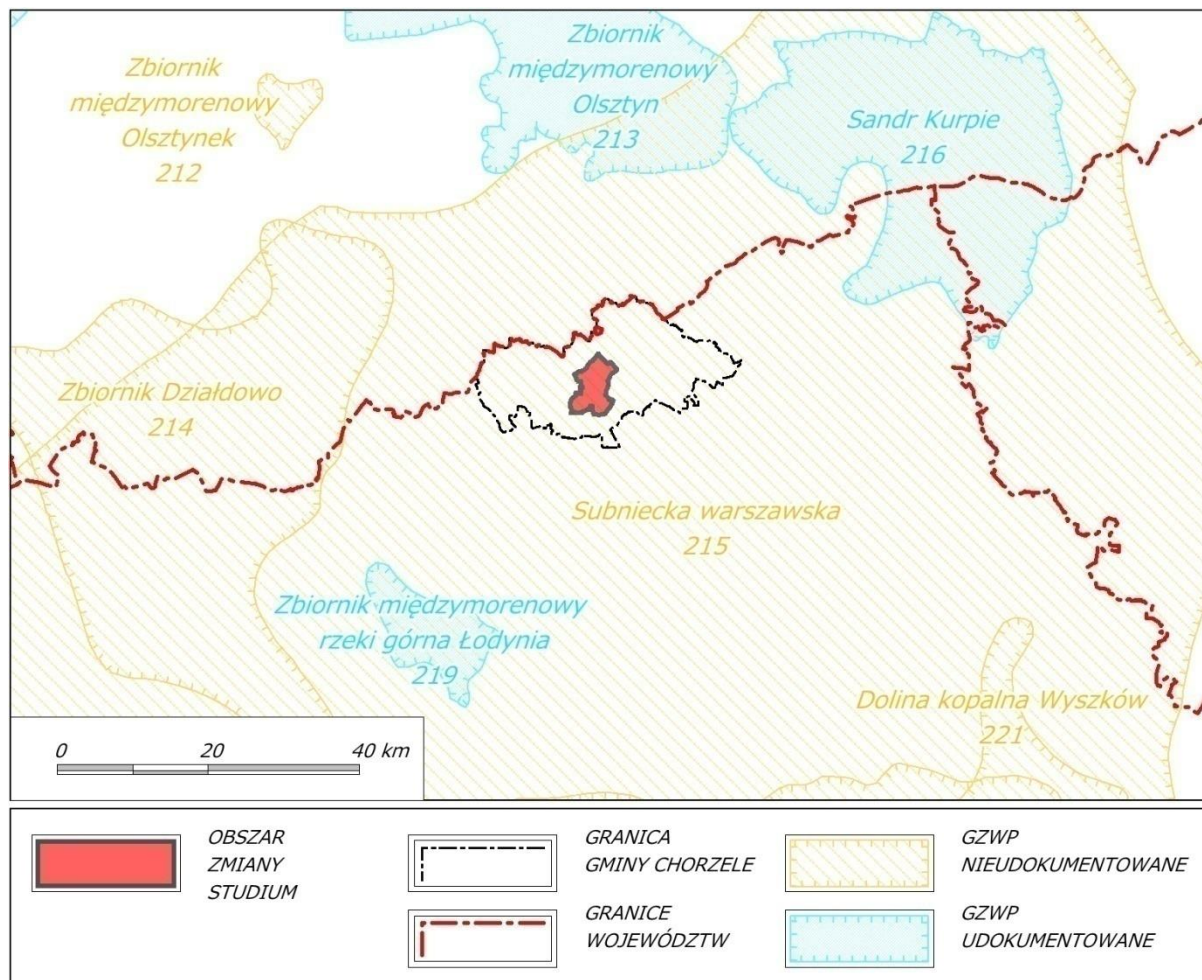 Zbiornik
międzymorenowy
Olsztynek
212
Zbiornik
międzymorenowy
Olsztyn
213
Sandr Kurpie
216
Zbiornik Działdowo
214
Subniecka warszawska
215
Zbiornik międzymorenowy
rzeki górna Łodynia
219
Dolina kopalna Wyszków
221
0 20 40 km
OBSZAR
ZMIANY
STUDIUM
GRANICA
GMINY CHORZELE
GRANICE
WOJEWÓDZTW
GZWP
NIEUDOKUMENTOWANE
GZWP
UDOKUMENTOWANE